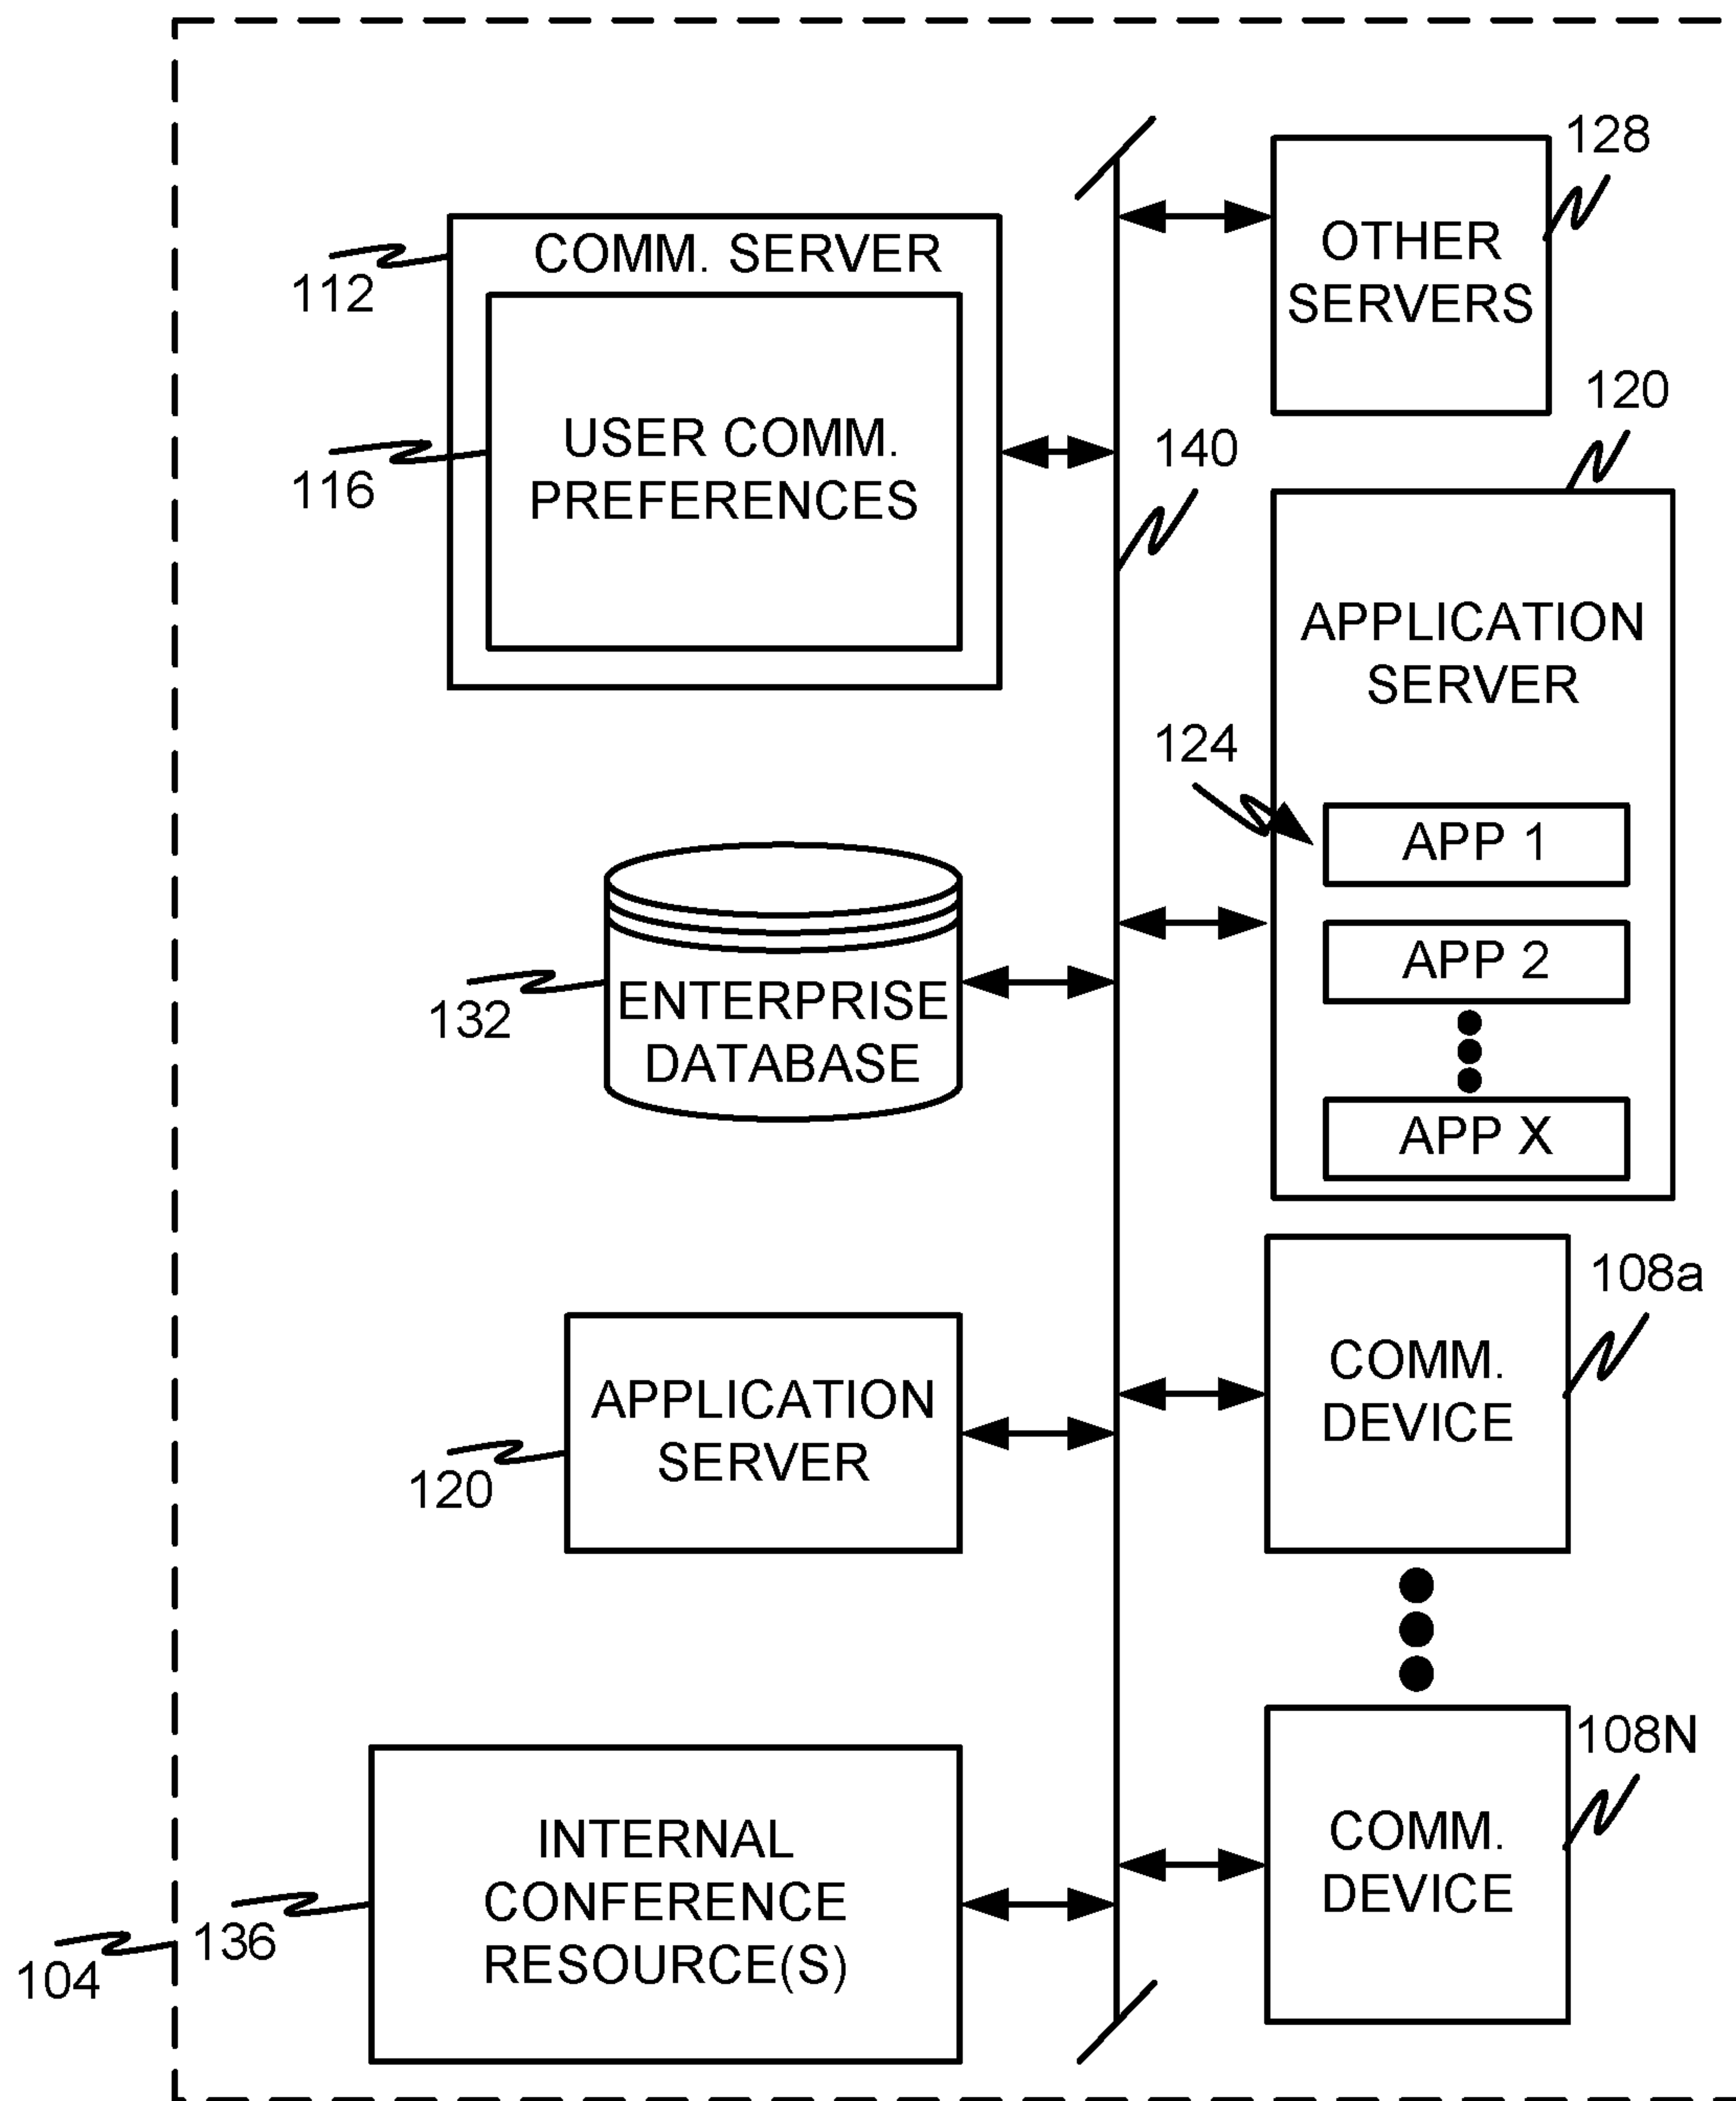 128
OTHER
SERVERS
COMM. SERVER
112
USER COMM.
PREFERENCES
116
140
120
APPLICATION
SERVER
124
APP 1
APP 2
APP X
ENTERPRISE
DATABASE
132
108a
COMM.
DEVICE
APPLICATION
SERVER
120
108N
COMM.
DEVICE
INTERNAL
CONFERENCE
RESOURCE(S)
136
104